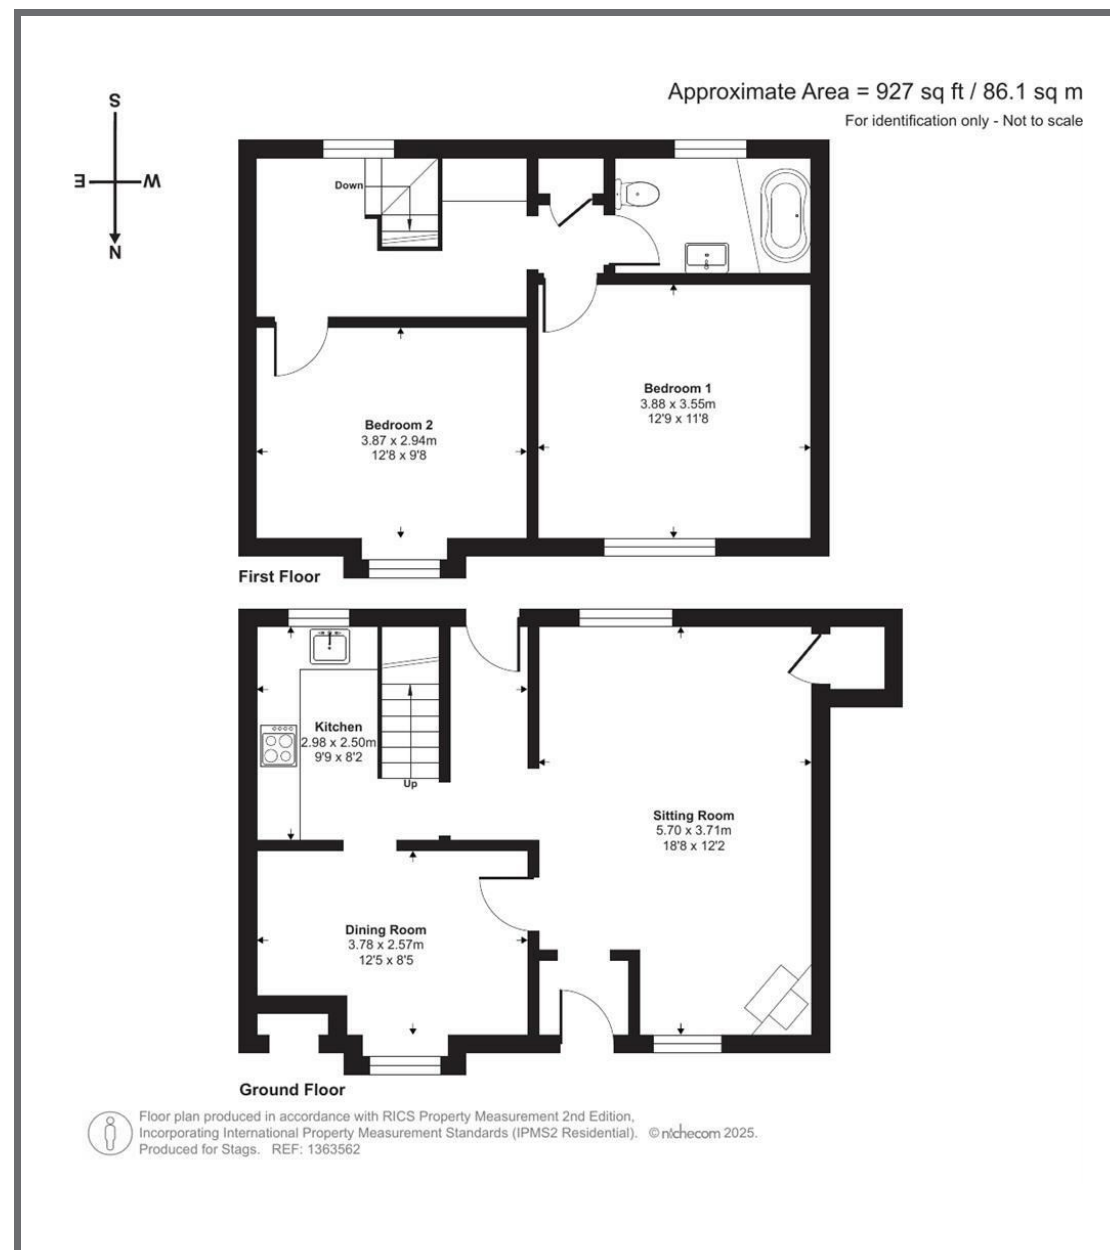 Approximate Area = 927 sq ft / 86.1 sq m
For identification only - Not to scale
S
E
W
N
Down
Bedroom 1
3.88 x 3.55m
12'9 x 11'8
Bedroom 2
3.87 x 2.94m
12'8 x 9'8
First Floor
Kitchen
2.98 x 2.50m
9'9 x 8'2
Up
Sitting Room
5.70 x 3.71m
18'8 x 12'2
Dining Room
3.78 x 2.57m
12'5 x 8'5
Ground Floor
Floor plan produced in accordance with RICS Property Measurement 2nd Edition,
Incorporating International Property Measurement Standards (IPMS2 Residential). © nichecom 2025.
Produced for Stags. REF: 1363562